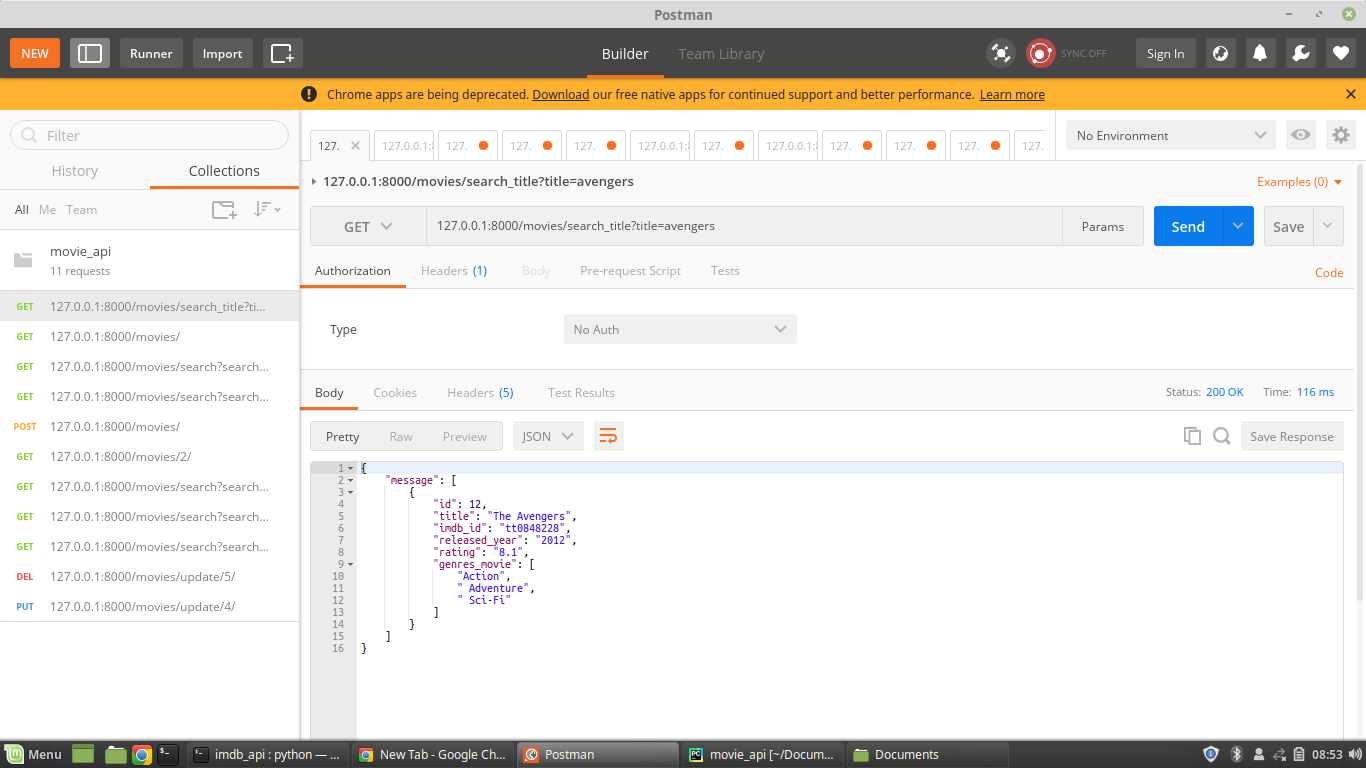 Postman
NEW
Runner
Import
Builder
Team Library
SYNC OFF
Sign In
Chrome apps are being deprecated. Download our free native apps for continued support and better performance. Learn more
Filter
History
Collections
All Me Team
movie_api
11 requests
GET 127.0.0.1:8000/movies/search_title?ti...
GET 127.0.0.1:8000/movies/
GET 127.0.0.1:8000/movies/search?search...
GET 127.0.0.1:8000/movies/search?search...
POST 127.0.0.1:8000/movies/
GET 127.0.0.1:8000/movies/2/
GET 127.0.0.1:8000/movies/search?search...
GET 127.0.0.1:8000/movies/search?search...
GET 127.0.0.1:8000/movies/search?search...
DEL 127.0.0.1:8000/movies/update/5/
PUT 127.0.0.1:8000/movies/update/4/
127. 127.0.0.1:8 127. 127. 127. 127.0.0.1:8 127. 127.0.0.1:8 127. 127. 127. 127.
No Environment
127.0.0.1:8000/movies/search_title?title=avengers
Examples (0)
GET
127.0.0.1:8000/movies/search_title?title=avengers
Params
Send
Save
Authorization Headers (1) Body Pre-request Script Tests
Code
Type
No Auth
Body Cookies Headers (5) Test Results
Status: 200 OK Time: 116 ms
Pretty Raw Preview JSON
Save Response
1 {
2 "message": [
3 {
4 "id": 12,
5 "title": "The Avengers",
6 "imdb_id": "tt0848228",
7 "released_year": "2012",
8 "rating": "8.1",
9 "genres_movie": [
10 "Action",
11 " Adventure",
12 " Sci-Fi"
13 ]
14 }
15 ]
16 }
Menu
imdb_api : python — ...
New Tab - Google Ch...
Postman
movie_api [~/Docum...
Documents
08:53